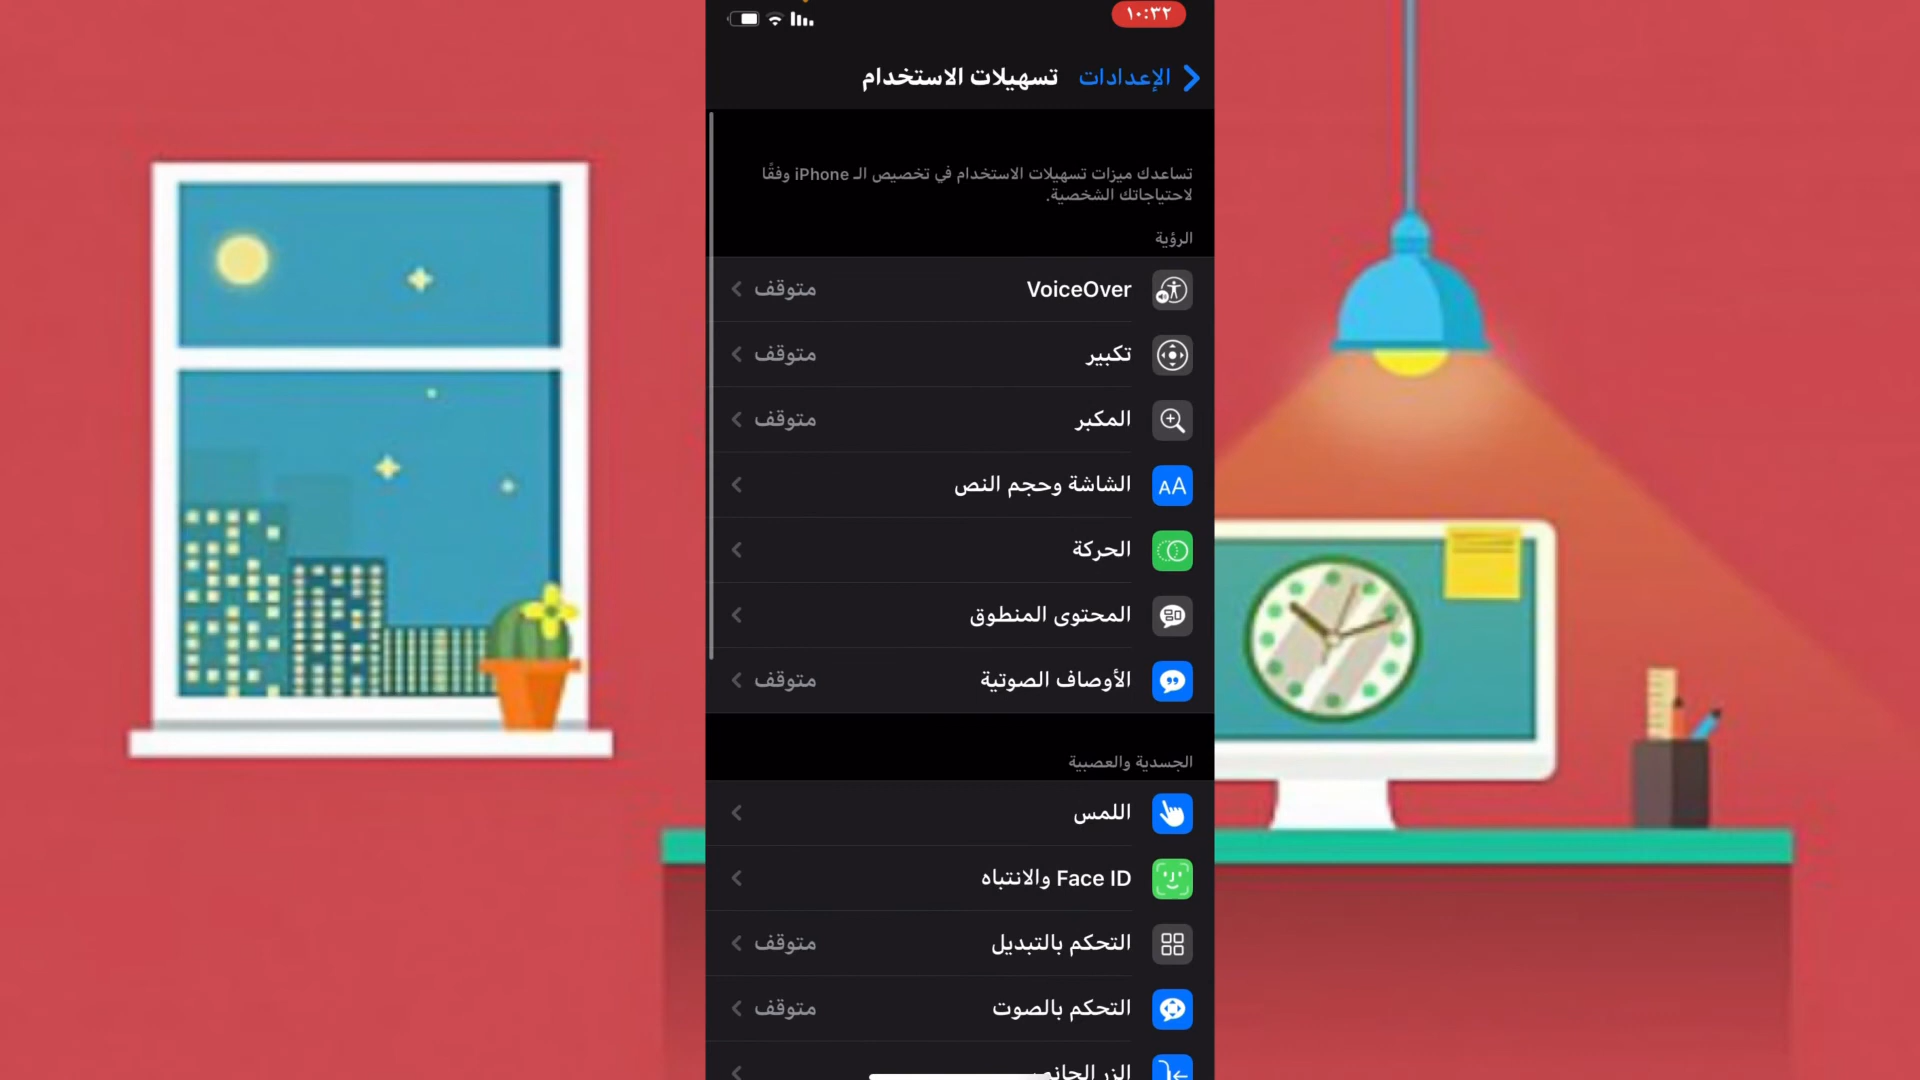 ١٠:٣٢
الإعدادات تسهيلات الاستخدام
تساعدك ميزات تسهيلات الاستخدام في تخصيص الـ iPhone وفقًا
لاحتياجاتك الشخصية.
الرؤية
VoiceOver متوقف
تكبير متوقف
المكبر متوقف
الشاشة وحجم النص
الحركة
المحتوى المنطوق
الأوصاف الصوتية متوقف
الجسدية والعصبية
اللمس
Face ID والانتباه
التحكم بالتبديل متوقف
التحكم بالصوت متوقف
الزر الجانبي